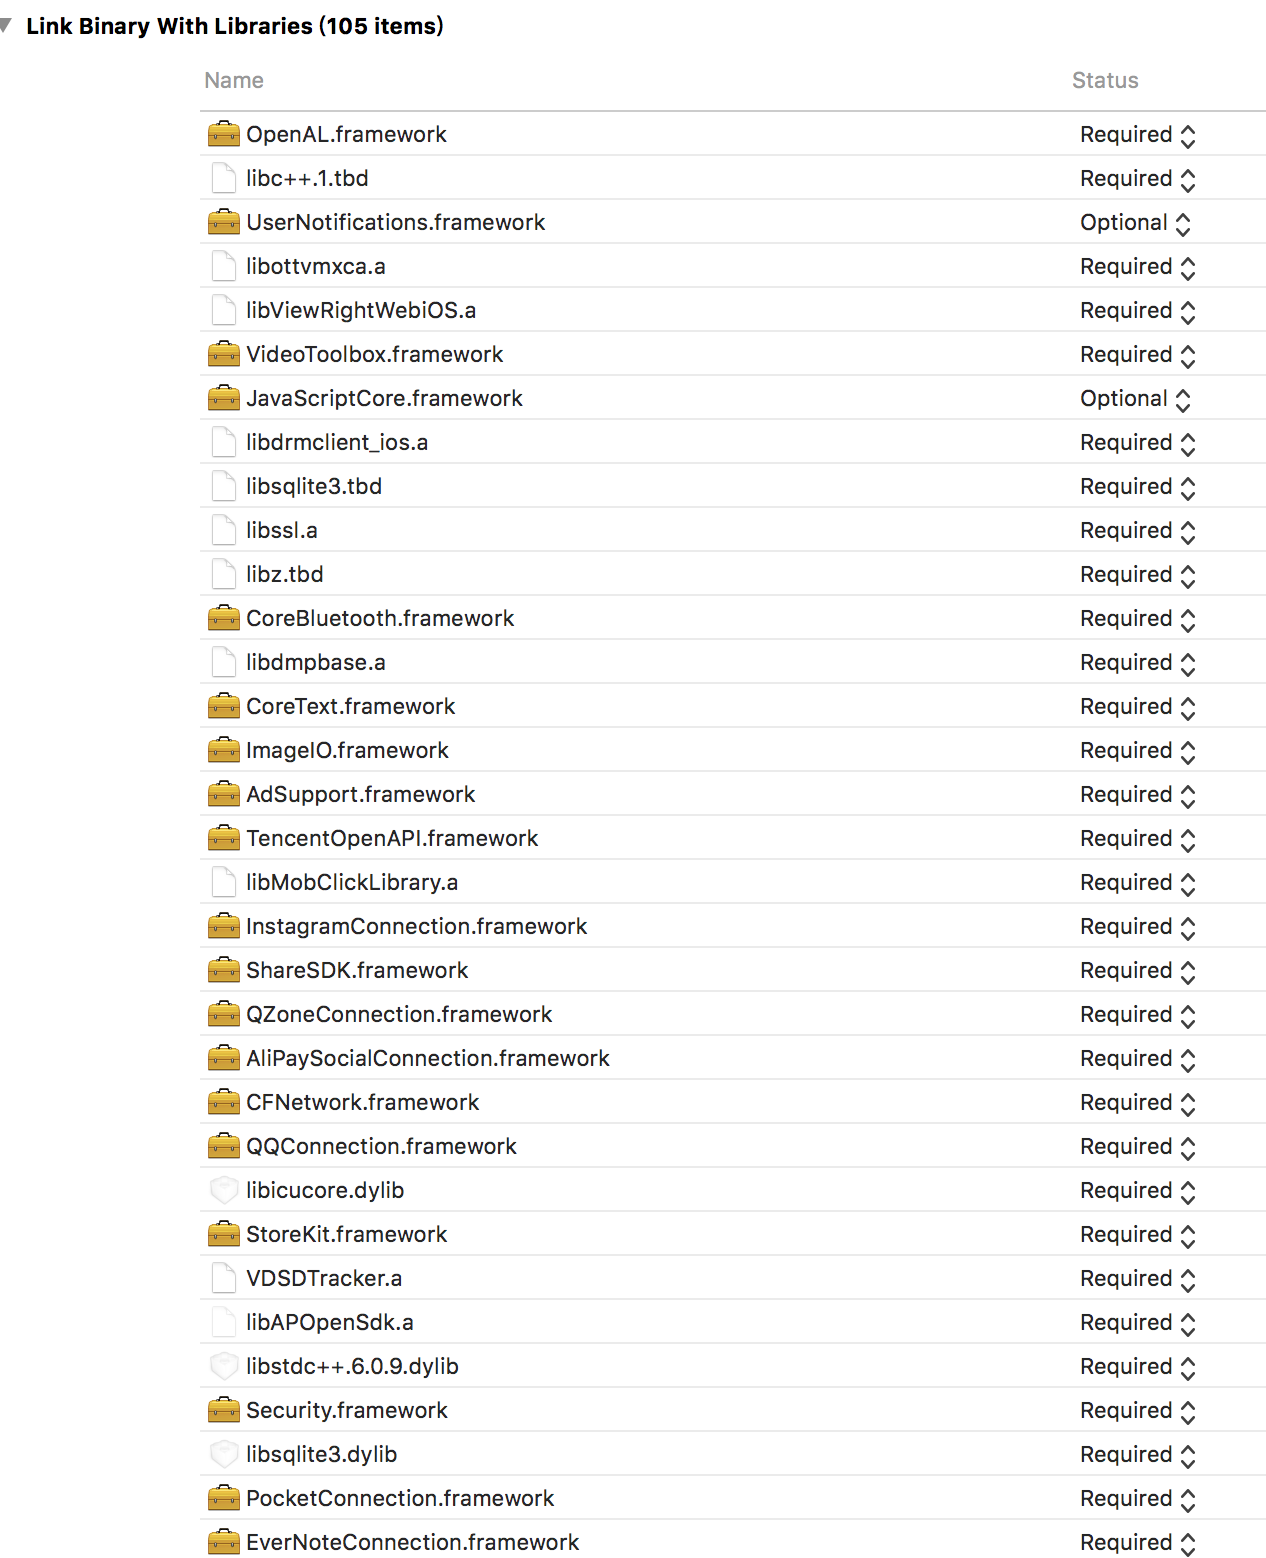 Link Binary With Libraries (105 items)
Name Status
OpenAL.framework Required
libc++.1.tbd Required
UserNotifications.framework Optional
libottvmxca.a Required
libViewRightWebiOS.a Required
VideoToolbox.framework Required
JavaScriptCore.framework Optional
libdrmclient_ios.a Required
libsqlite3.tbd Required
libssl.a Required
libz.tbd Required
CoreBluetooth.framework Required
libdmpbase.a Required
CoreText.framework Required
ImageIO.framework Required
AdSupport.framework Required
TencentOpenAPI.framework Required
libMobClickLibrary.a Required
InstagramConnection.framework Required
ShareSDK.framework Required
QZoneConnection.framework Required
AliPaySocialConnection.framework Required
CFNetwork.framework Required
QQConnection.framework Required
libicucore.dylib Required
StoreKit.framework Required
VDSDTracker.a Required
libAPOpenSdk.a Required
libstdc++.6.0.9.dylib Required
Security.framework Required
libsqlite3.dylib Required
PocketConnection.framework Required
EverNoteConnection.framework Required